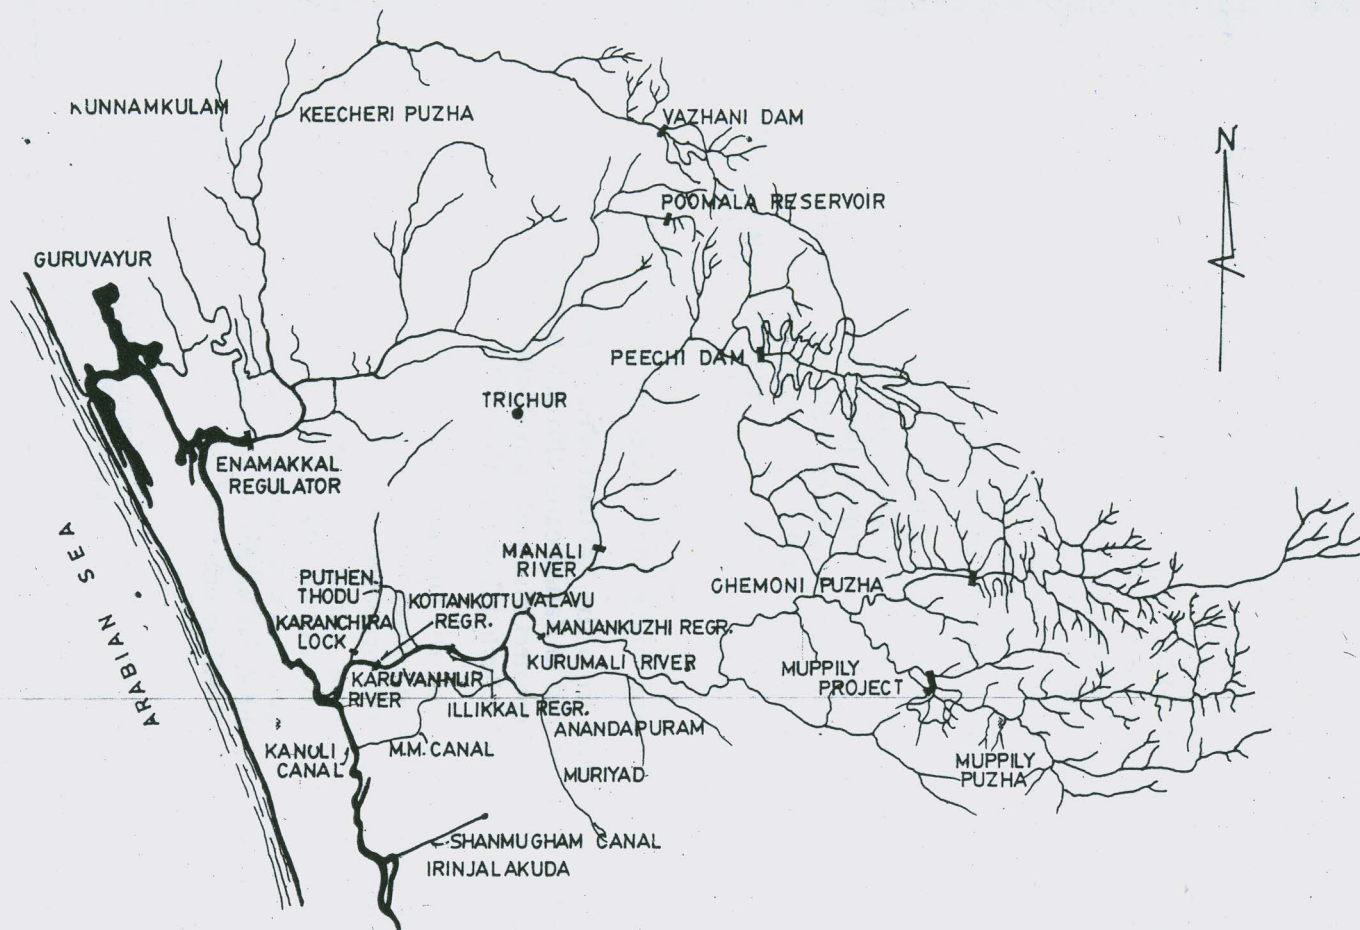 KUNNAMKULAM
KEECHERI PUZHA
VAZHANI DAM
N
POOMALA RESERVOIR
GURUVAYUR
PEECHI DAM
TRICHUR
ENAMAKKAL
REGULATOR
ARABIAN SEA
MANALI
RIVER
PUTHEN-
THODU
KOTTANKOTTUVALAVU
REGR.
CHEMONI PUZHA
KARANCHIRA
LOCK
MANJANKUZHI REGR.
KURUMALI RIVER
MUPPILY
PROJECT
KARUVANNUR
RIVER
ILLIKKAL REGR.
ANANDAPURAM
KANOLI
CANAL
M.M. CANAL
MURIYAD
MUPPILY
PUZHA
SHANMUGHAM CANAL
IRINJALAKUDA